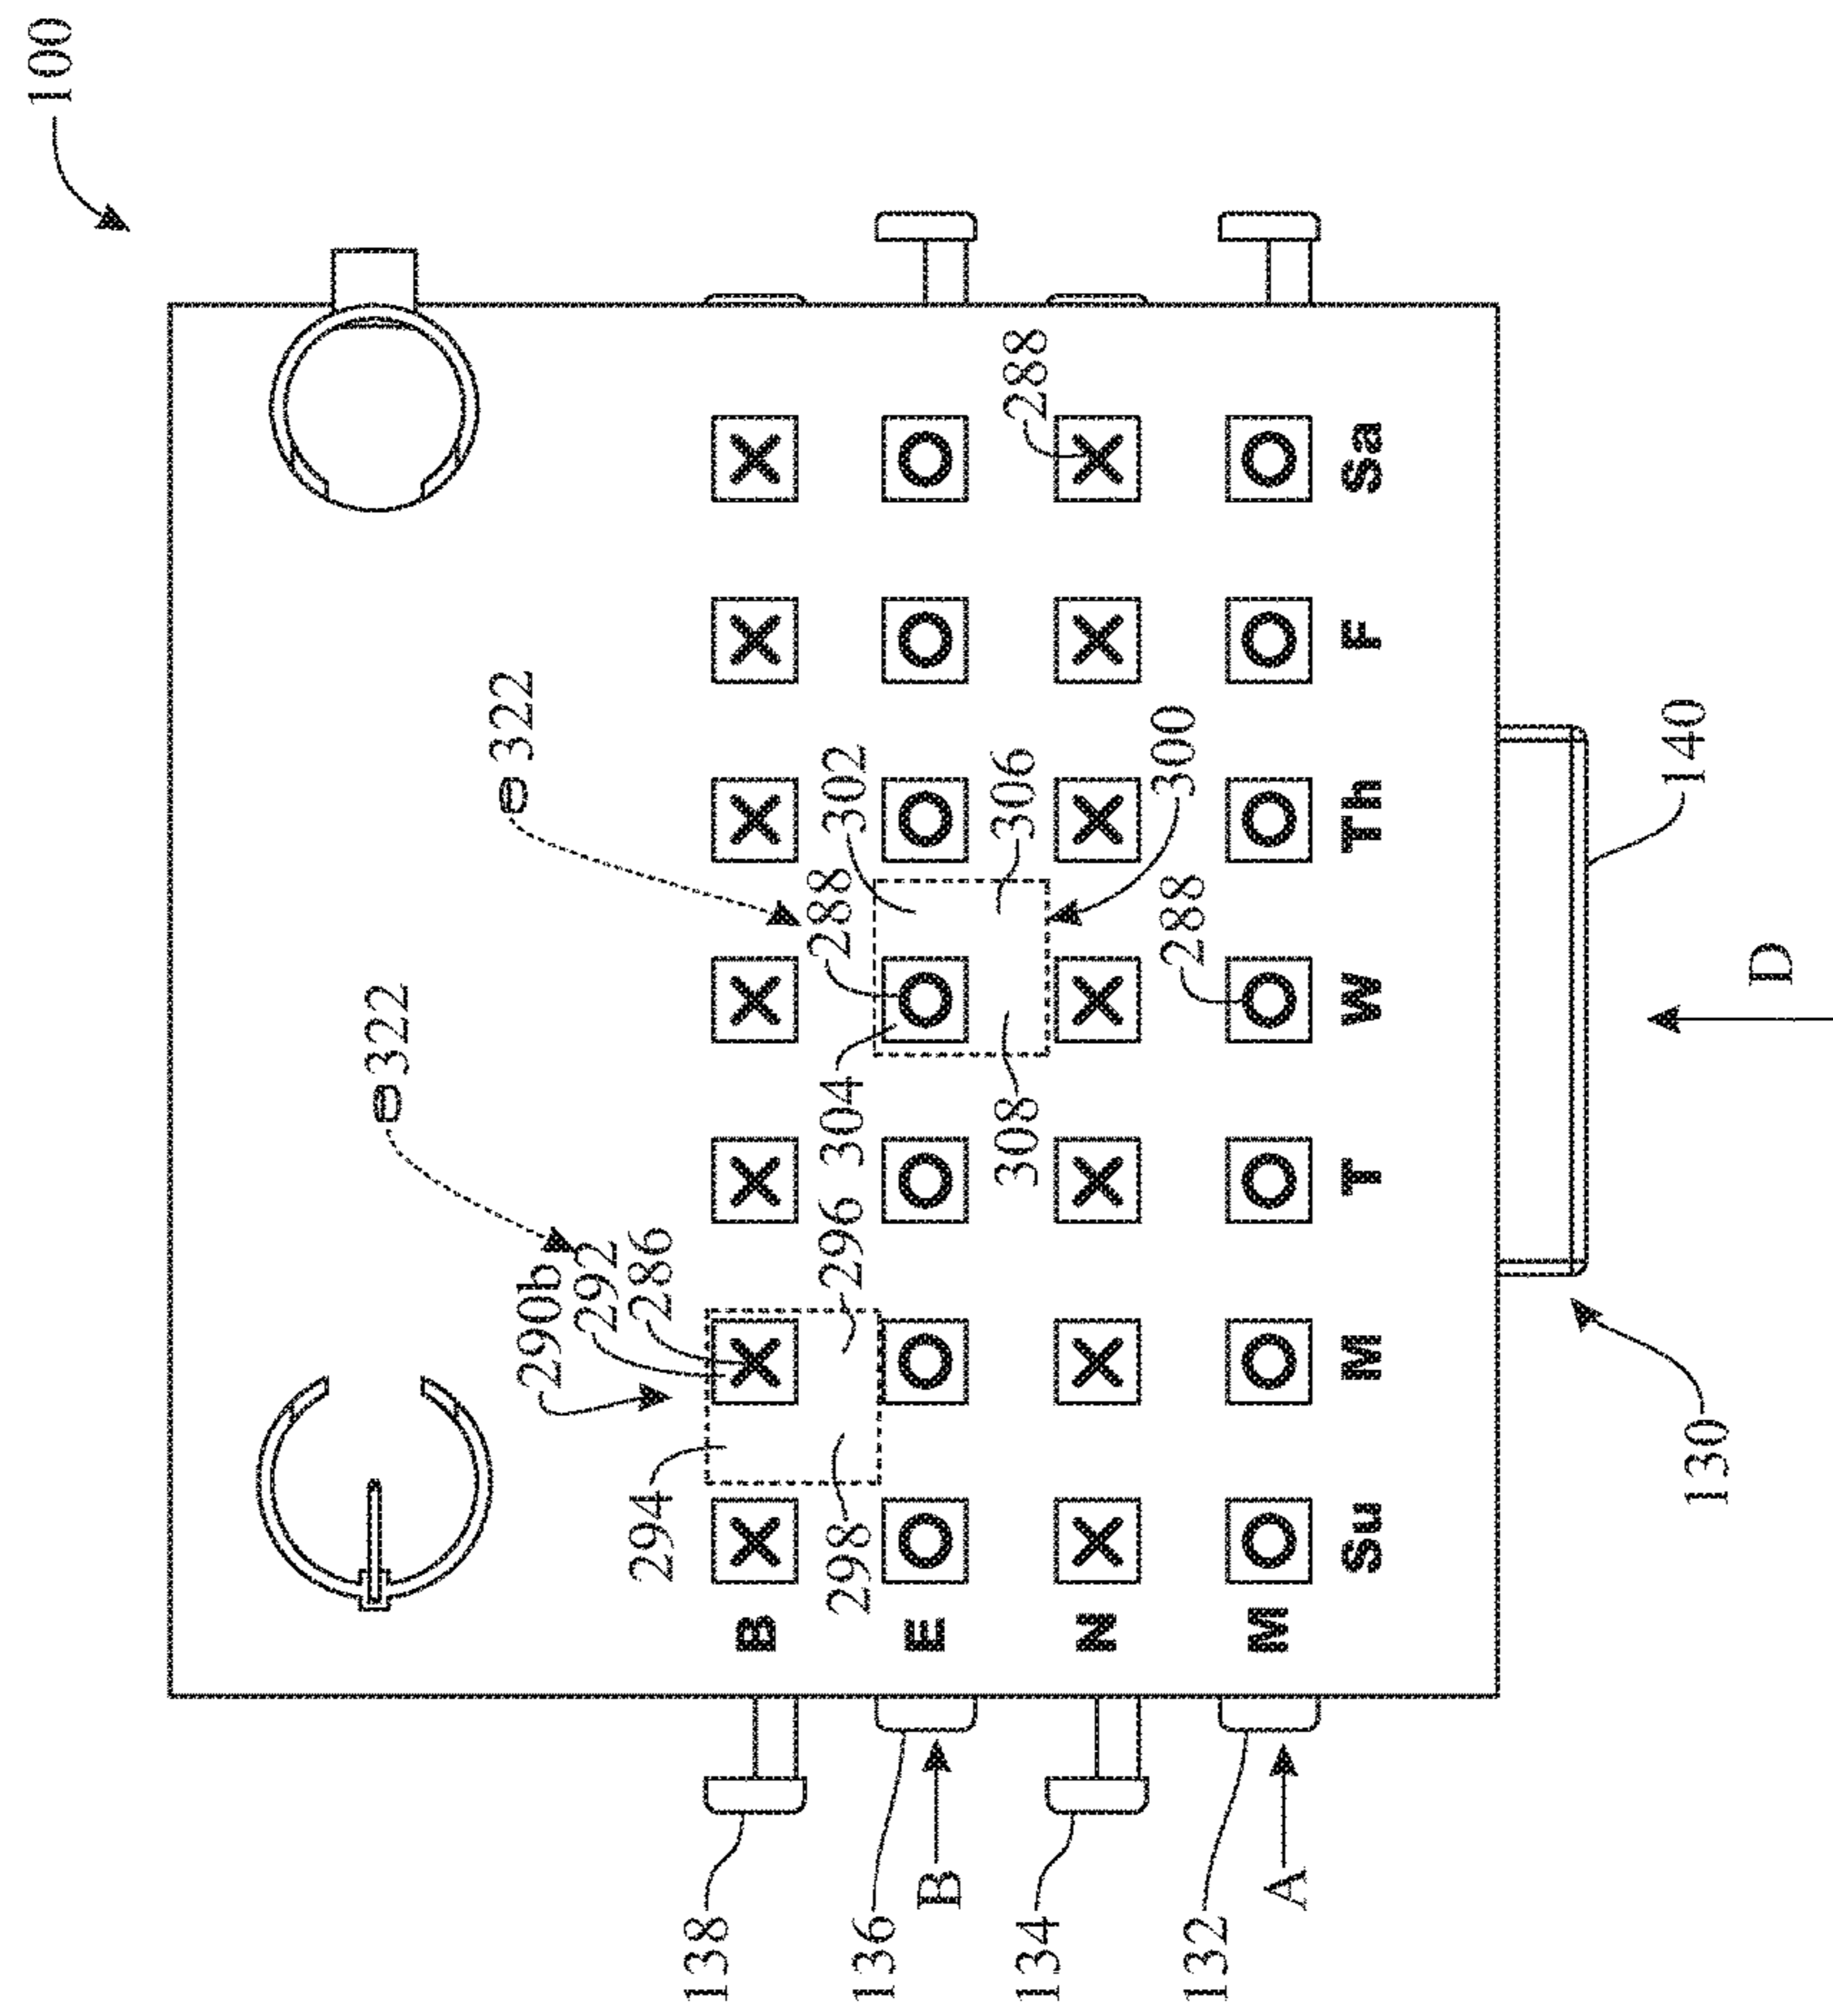 100
322
322
290b
292
286
294
138
B X X X X X X X
298
296
304
288
302
136
B
E O O O O O O O
308
306
288
134
N X X X X X X X
300
288
132
A
M O O O O O O O
Su M T W Th F Sa
130
140
D